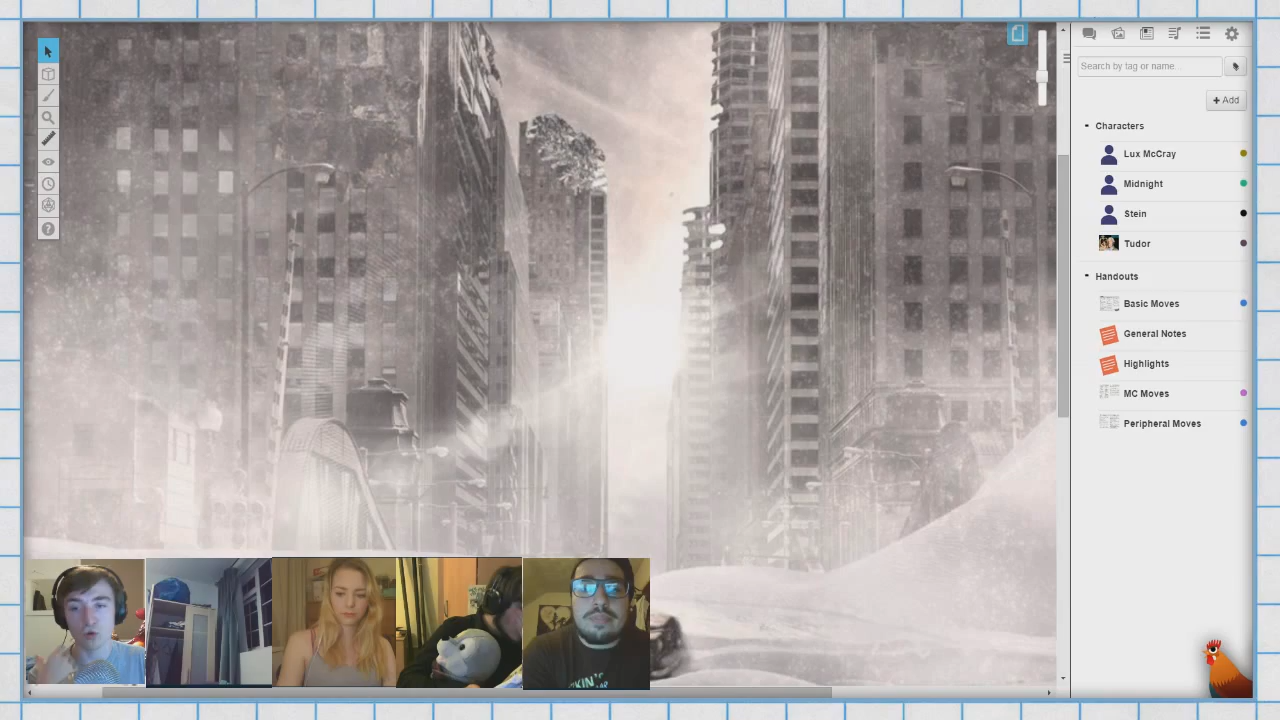 Search by tag or name...
+ Add
Characters
Lux McCray
Midnight
Stein
Tudor
Handouts
Basic Moves
General Notes
Highlights
MC Moves
Peripheral Moves